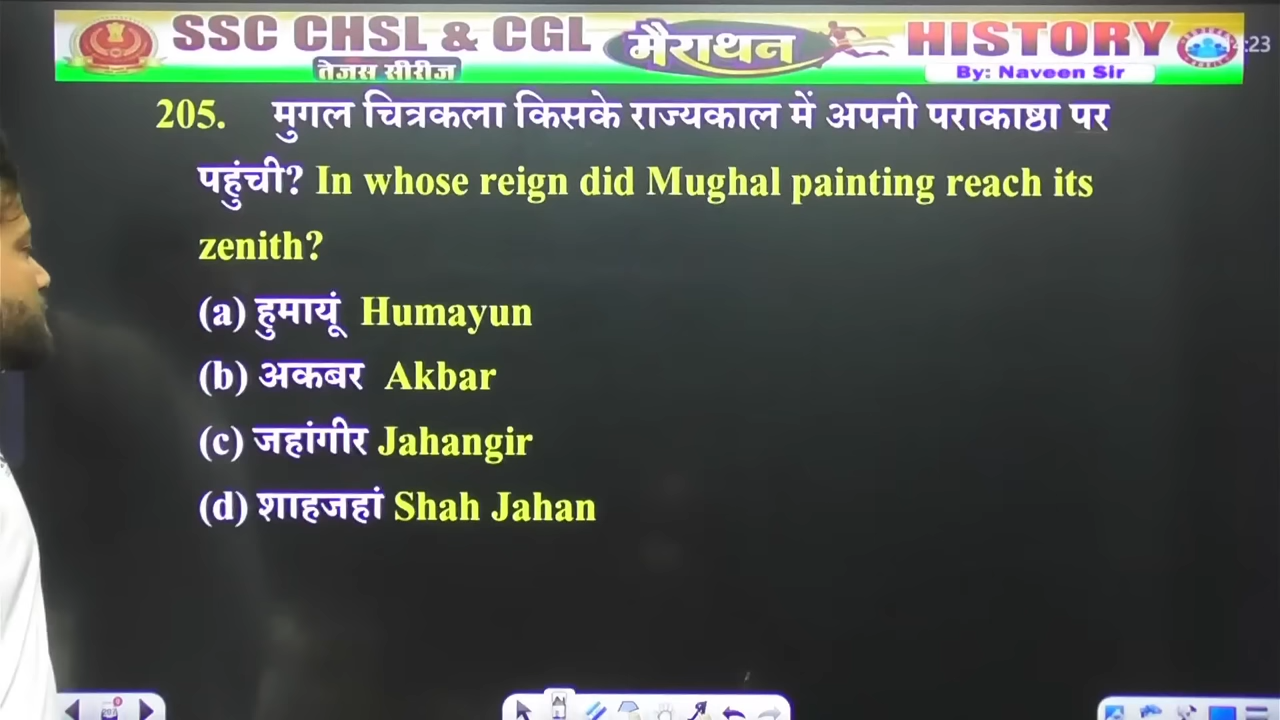 SSC CHSL & CGL मैराथन HISTORY
तेजस सीरीज By: Naveen Sir
205. मुगल चित्रकला किसके राज्यकाल में अपनी पराकाष्ठा पर
पहुंची? In whose reign did Mughal painting reach its
zenith?
(a) हुमायूं Humayun
(b) अकबर Akbar
(c) जहांगीर Jahangir
(d) शाहजहां Shah Jahan